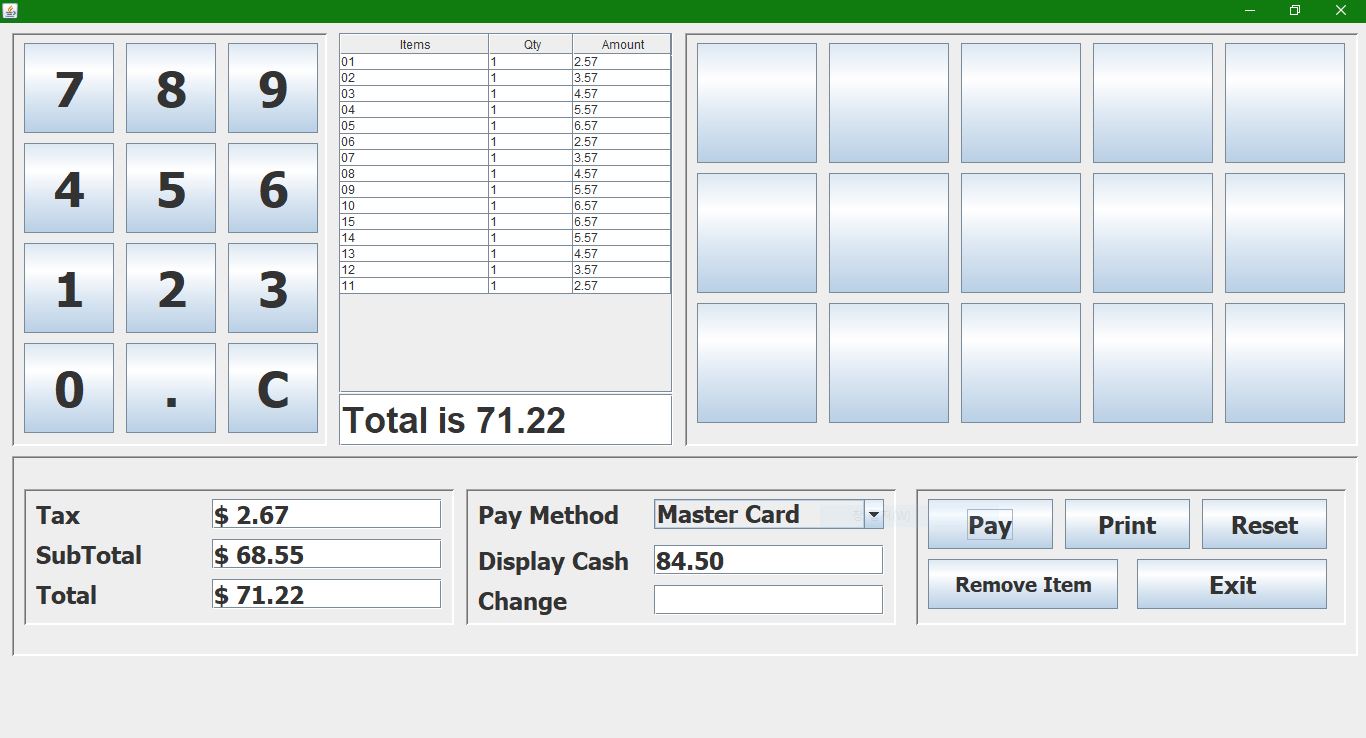 7 8 9
4 5 6
1 2 3
0 . C
Items Qty Amount
01 1 2.57
02 1 3.57
03 1 4.57
04 1 5.57
05 1 6.57
06 1 2.57
07 1 3.57
08 1 4.57
09 1 5.57
10 1 6.57
15 1 6.57
14 1 5.57
13 1 4.57
12 1 3.57
11 1 2.57
Total is 71.22
Tax $ 2.67
SubTotal $ 68.55
Total $ 71.22
Pay Method Master Card
Display Cash 84.50
Change
Pay Print Reset
Remove Item Exit